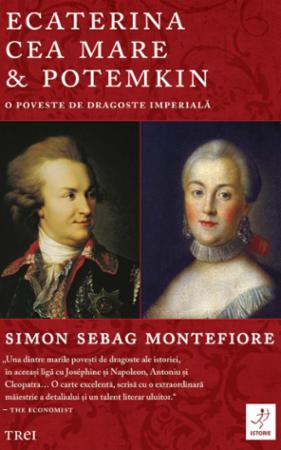 ECATERINA
CEA MARE
& POTEMKIN
O POVESTE DE DRAGOSTE IMPERIALĂ
SIMON SEBAG MONTEFIORE
„Una dintre marile povești de dragoste ale istoriei,
în aceeași ligă cu Joséphine și Napoleon, Antoniu și
Cleopatra... O carte excelentă, scrisă cu o extraordinară
măiestrie a detaliului și un talent literar uluitor.”
– THE ECONOMIST
TREI
ISTORIE